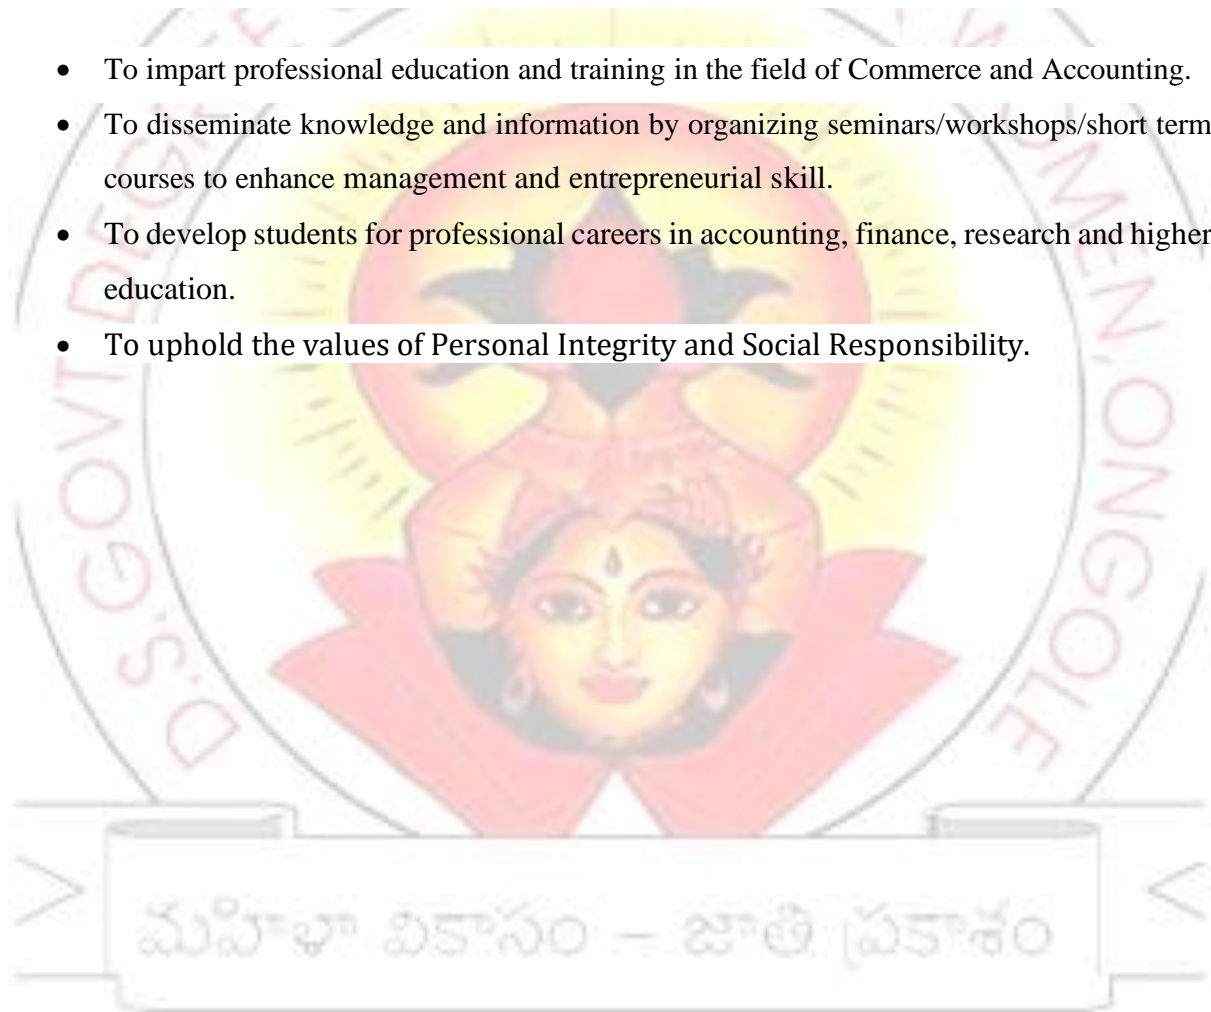 • To impart professional education and training in the field of Commerce and Accounting.
• To disseminate knowledge and information by organizing seminars/workshops/short term
courses to enhance management and entrepreneurial skill.
• To develop students for professional careers in accounting, finance, research and higher
education.
• To uphold the values of Personal Integrity and Social Responsibility.
D.S. GOVT DEGREE
WOMEN, ONGOLE
మహిళా వికాసం – జాతి ప్రకాశం